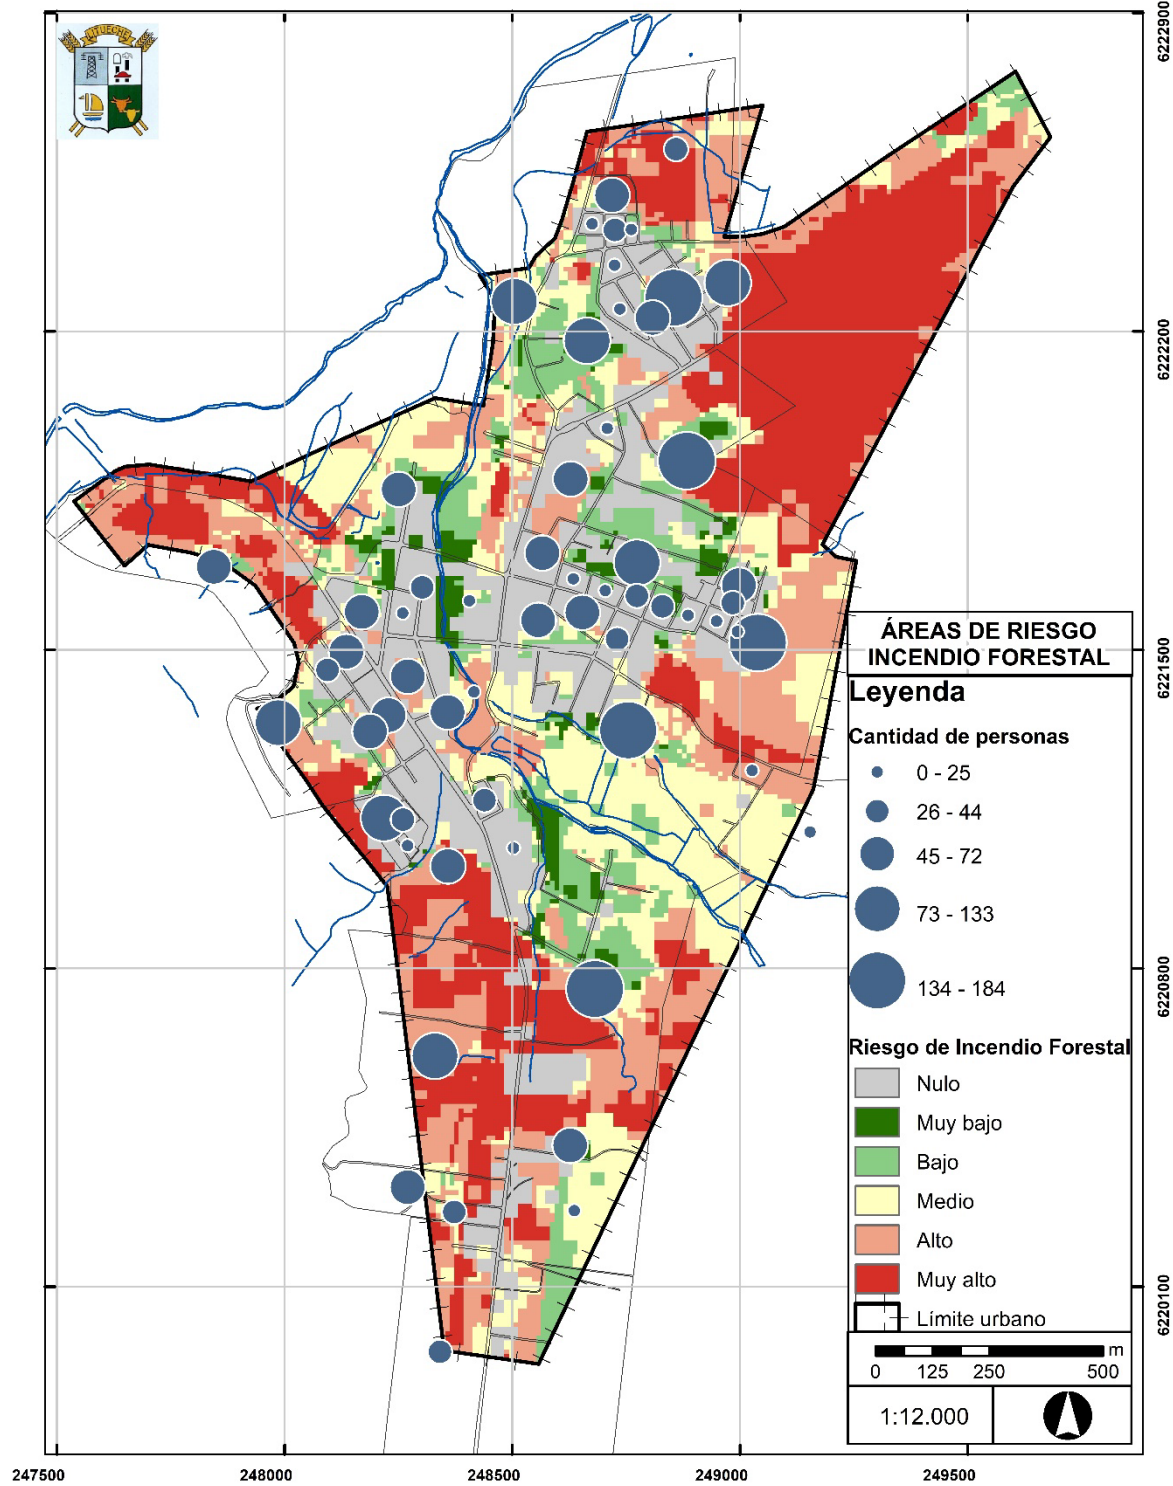 LITUECHE
6222900
6222200
6221500
6220800
6220100
ÁREAS DE RIESGO
INCENDIO FORESTAL
Leyenda
Cantidad de personas
0 - 25
26 - 44
45 - 72
73 - 133
134 - 184
Riesgo de Incendio Forestal
Nulo
Muy bajo
Bajo
Medio
Alto
Muy alto
Límite urbano
m
0 125 250 500
1:12.000
247500 248000 248500 249000 249500